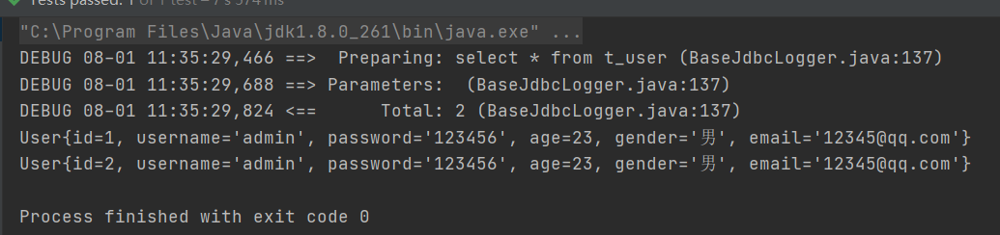 Tests passed: 1 of 1 test – 7 s 574 ms
"C:\Program Files\Java\jdk1.8.0_261\bin\java.exe" ...
DEBUG 08-01 11:35:29,466 ==>  Preparing: select * from t_user (BaseJdbcLogger.java:137)
DEBUG 08-01 11:35:29,688 ==> Parameters:  (BaseJdbcLogger.java:137)
DEBUG 08-01 11:35:29,824 <==      Total: 2 (BaseJdbcLogger.java:137)
User{id=1, username='admin', password='123456', age=23, gender='男', email='12345@qq.com'}
User{id=2, username='admin', password='123456', age=23, gender='男', email='12345@qq.com'}
Process finished with exit code 0